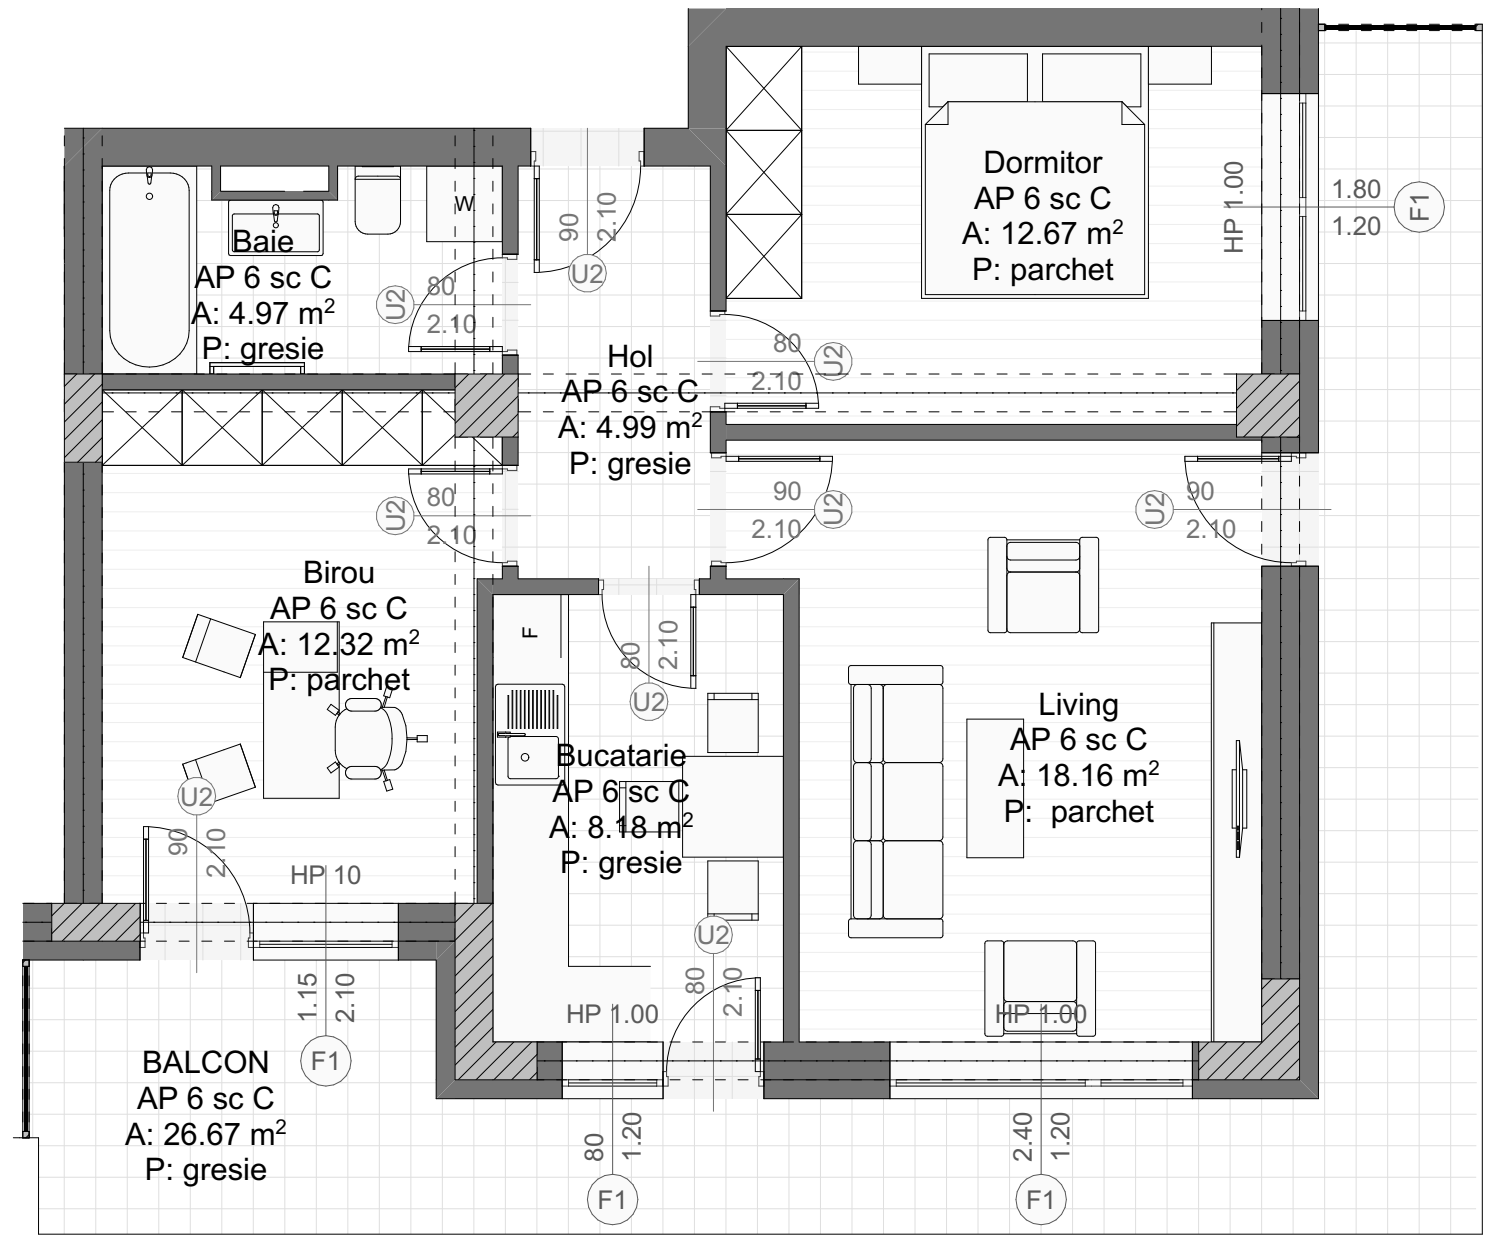 Dormitor
AP 6 sc C
A: 12.67 m²
P: parchet
HP 1.00
1.80
1.20
F1
90
2.10
U2
W
Baie
AP 6 sc C
A: 4.97 m²
P: gresie
80
2.10
U2
Hol
AP 6 sc C
A: 4.99 m²
P: gresie
80
2.10
U2
80
2.10
U2
90
2.10
U2
90
2.10
U2
Birou
AP 6 sc C
A: 12.32 m²
P: parchet
F
80
2.10
U2
Living
AP 6 sc C
A: 18.16 m²
P: parchet
Bucatarie
AP 6 sc C
A: 8.18 m²
P: gresie
U2
90
2.10
HP 10
1.15
2.10
F1
U2
80
2.10
HP 1.00
80
1.20
F1
HP 1.00
2.40
1.20
F1
BALCON
AP 6 sc C
A: 26.67 m²
P: gresie